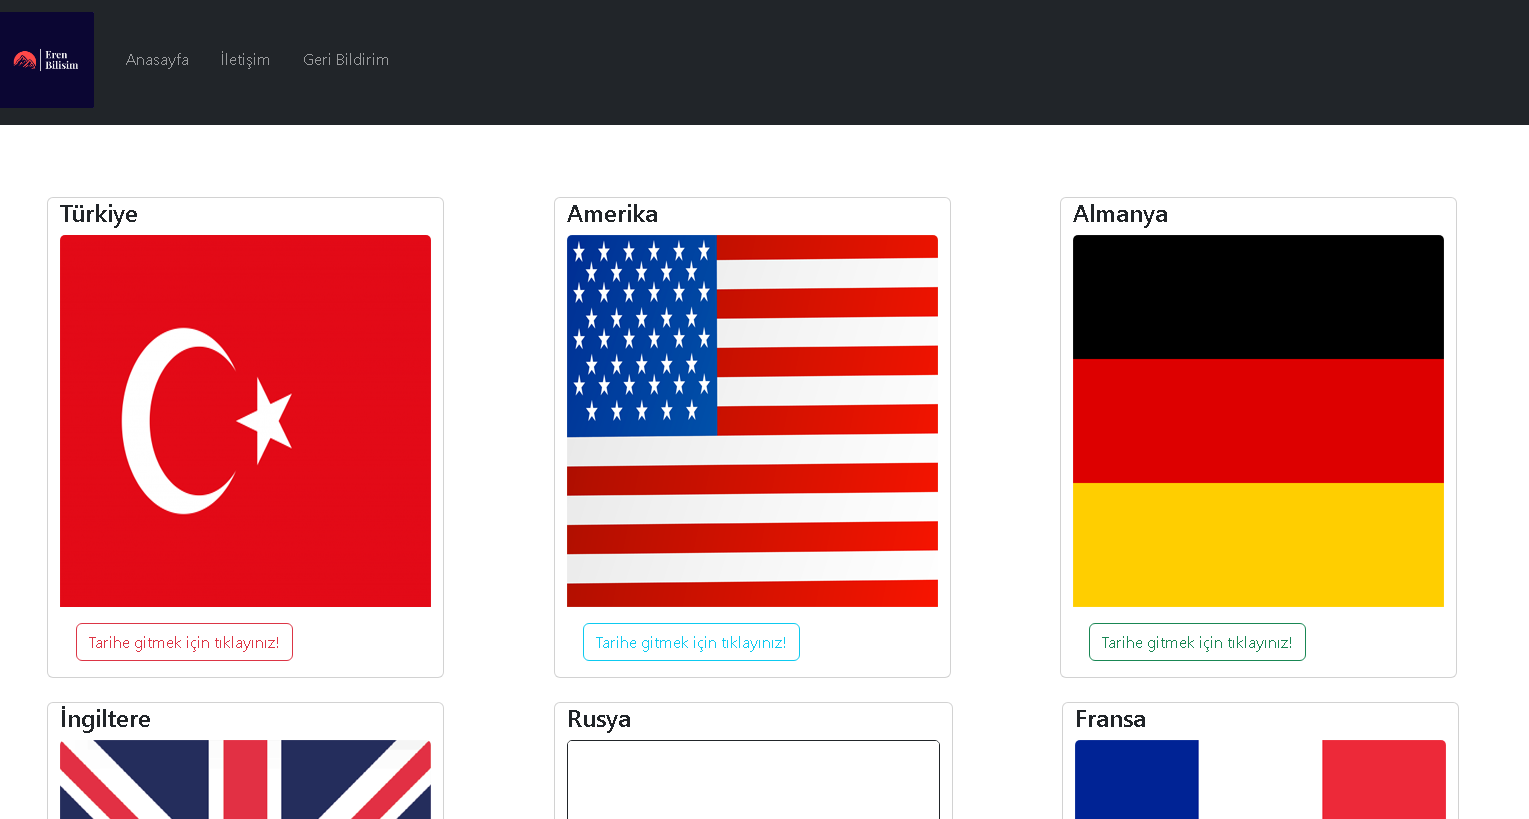 Eren
Bilisim
Anasayfa
İletişim
Geri Bildirim
Türkiye
Amerika
Almanya
Tarihe gitmek için tıklayınız!
Tarihe gitmek için tıklayınız!
Tarihe gitmek için tıklayınız!
İngiltere
Rusya
Fransa